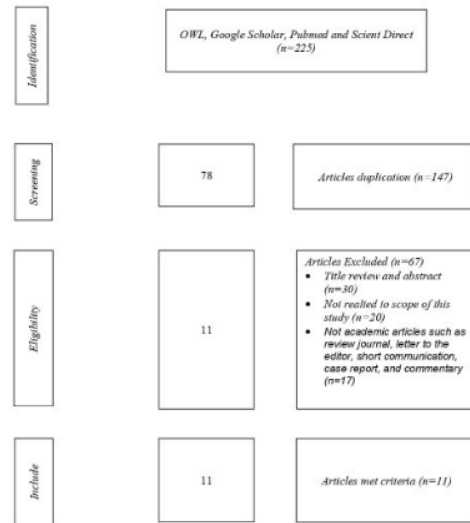 Identification
OWL, Google Scholar, Pubmed and Scient Direct
(n=225)
Screening
78
Articles duplication (n=147)
Eligibility
11
Articles Excluded (n=67)
• Title review and abstract
(n=30)
• Not realted to scope of this
study (n=20)
• Not academic articles such as
review journal, letter to the
editor, short communication,
case report, and commentary
(n=17)
Include
11
Articles met criteria (n=11)